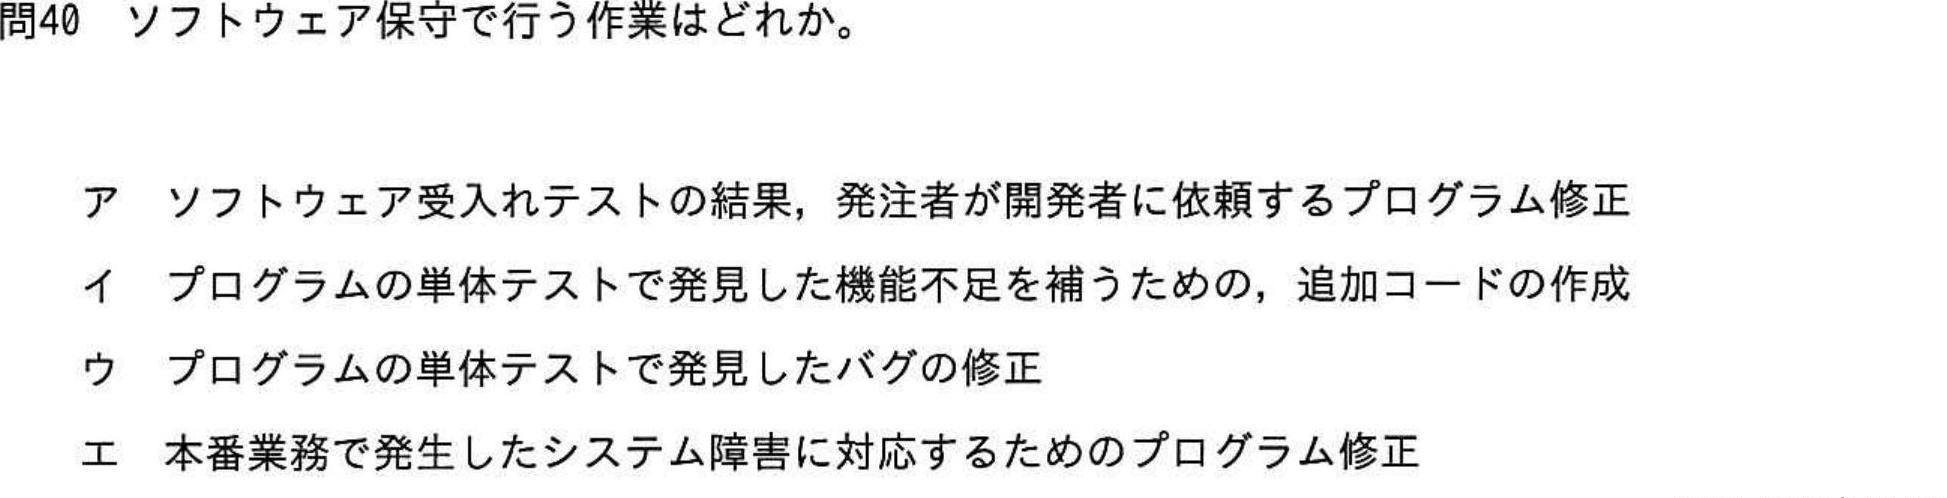 問40　ソフトウェア保守で行う作業はどれか。
ア　ソフトウェア受入れテストの結果，発注者が開発者に依頼するプログラム修正
イ　プログラムの単体テストで発見した機能不足を補うための，追加コードの作成
ウ　プログラムの単体テストで発見したバグの修正
エ　本番業務で発生したシステム障害に対応するためのプログラム修正